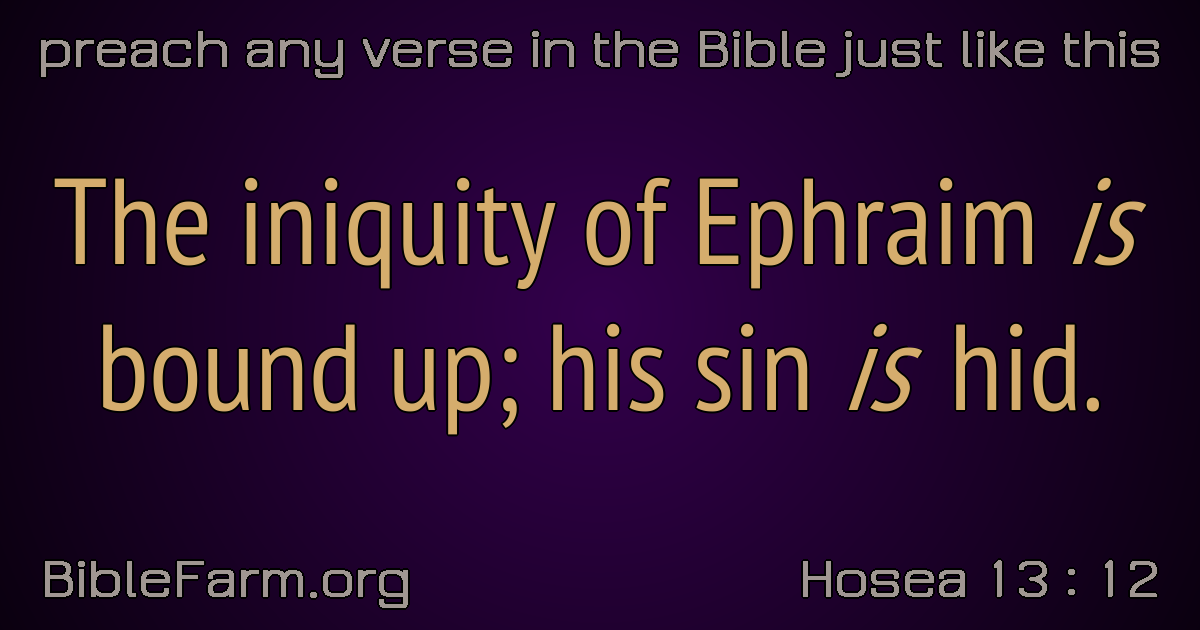 preach any verse in the Bible just like this
The iniquity of Ephraim is
bound up; his sin is hid.
BibleFarm.org
Hosea 13 : 12